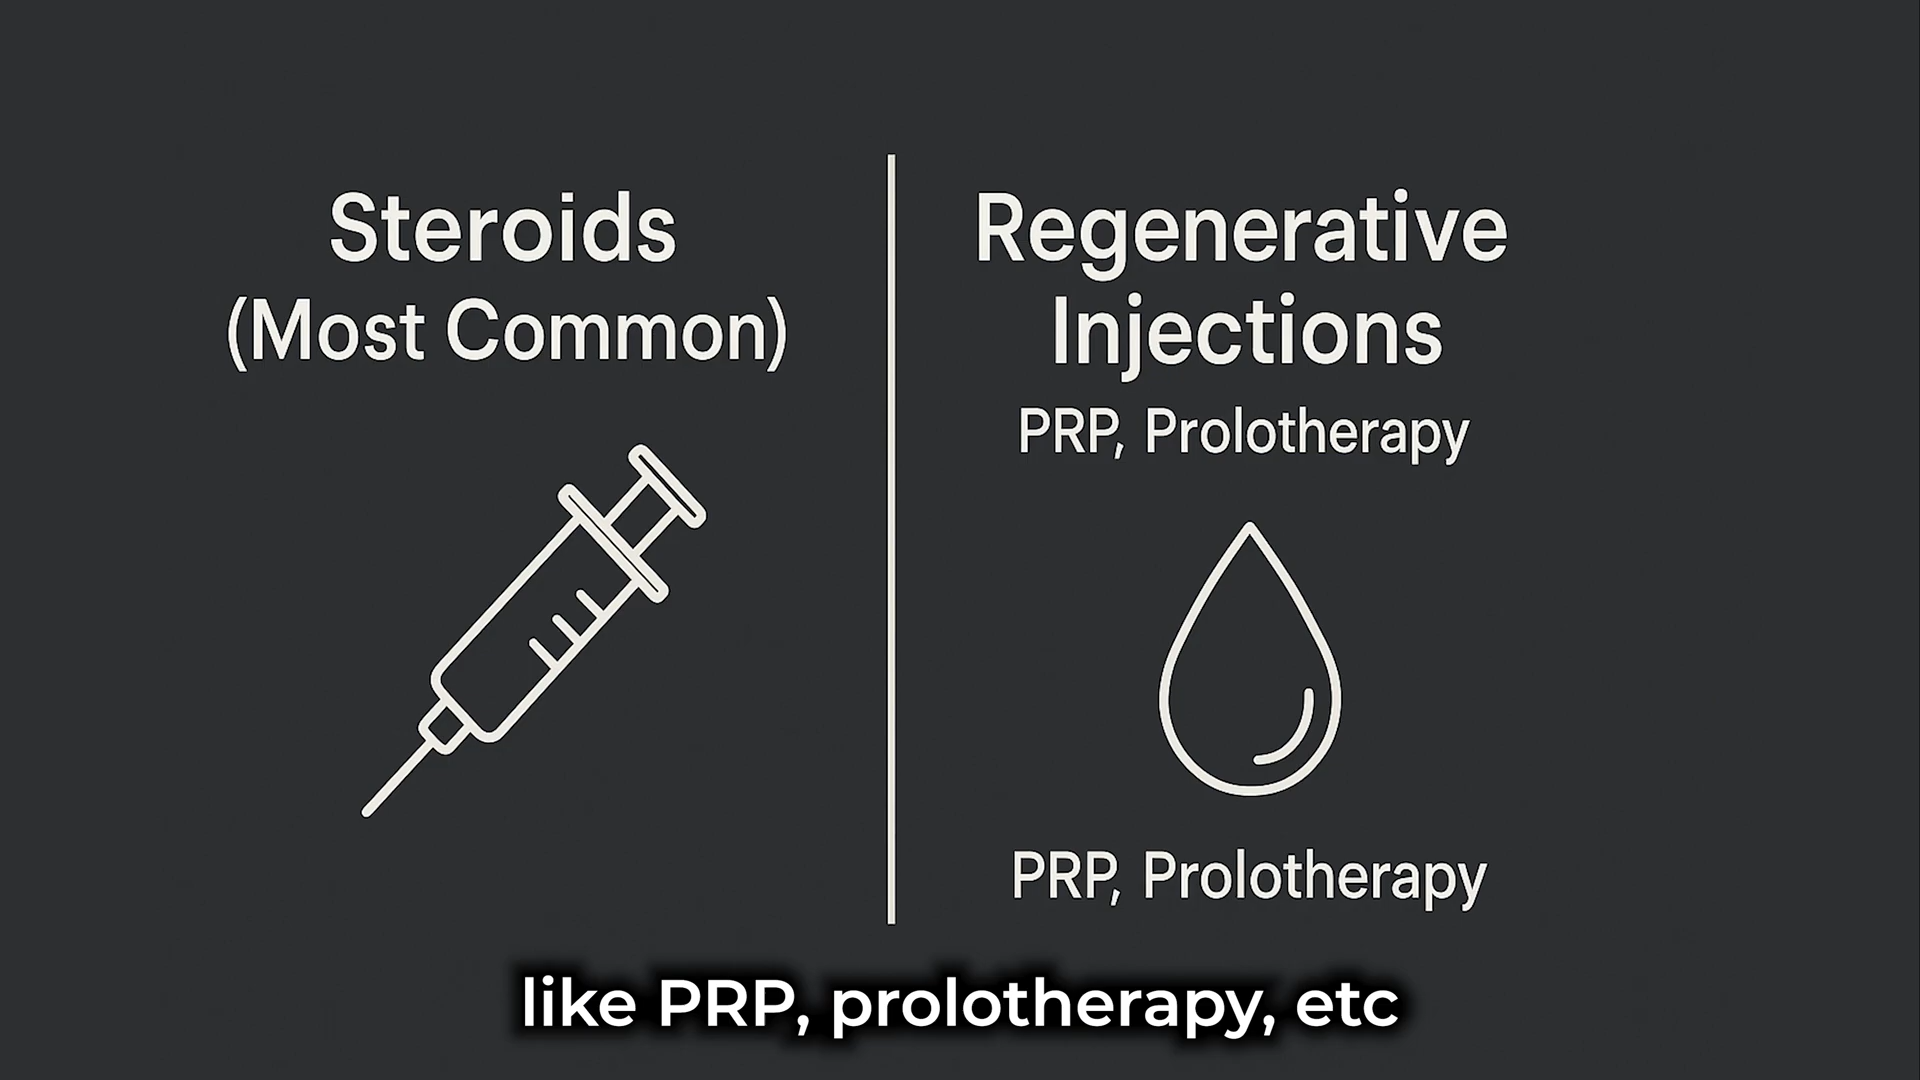 Steroids
(Most Common)
Regenerative
Injections
PRP, Prolotherapy
PRP, Prolotherapy
like PRP, prolotherapy, etc